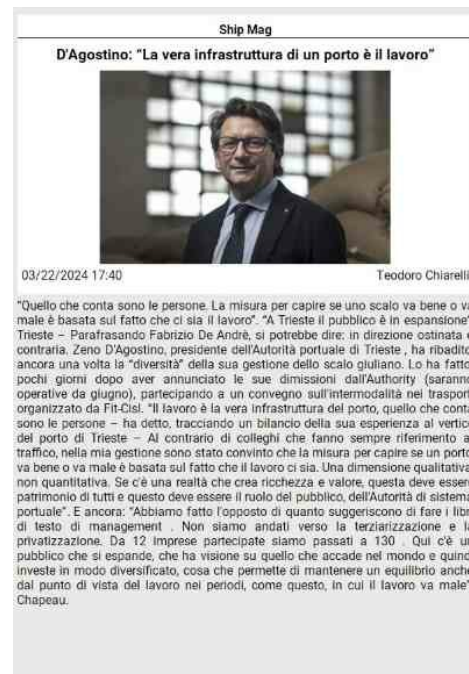 Ship Mag
D'Agostino: “La vera infrastruttura di un porto è il lavoro”
03/22/2024 17:40
Teodoro Chiarelli
“Quello che conta sono le persone. La misura per capire se uno scalo va bene o va
male è basata sul fatto che ci sia il lavoro”. “A Trieste il pubblico è in espansione”
Trieste – Parafrasando Fabrizio De Andrè, si potrebbe dire: in direzione ostinata e
contraria. Zeno D'Agostino, presidente dell'Autorità portuale di Trieste , ha ribadito
ancora una volta la “diversità” della sua gestione dello scalo giuliano. Lo ha fatto
pochi giorni dopo aver annunciato le sue dimissioni dall'Authority (saranno
operative da giugno), partecipando a un convegno sull'intermodalità nei trasporti
organizzato da Fit-Cisl. “Il lavoro è la vera infrastruttura del porto, quello che conta
sono le persone – ha detto, tracciando un bilancio della sua esperienza al vertice
del porto di Trieste – Al contrario di colleghi che fanno sempre riferimento al
traffico, nella mia gestione sono stato convinto che la misura per capire se un porto
va bene o va male è basata sul fatto che il lavoro ci sia. Una dimensione qualitativa
non quantitativa. Se c'è una realtà che crea ricchezza e valore, questa deve essere
patrimonio di tutti e questo deve essere il ruolo del pubblico, dell'Autorità di sistema
portuale”. E ancora: “Abbiamo fatto l'opposto di quanto suggeriscono di fare i libri
di testo di management . Non siamo andati verso la terziarizzazione e la
privatizzazione. Da 12 imprese partecipate siamo passati a 130 . Qui c'è un
pubblico che si espande, che ha visione su quello che accade nel mondo e quindi
investe in modo diversificato, cosa che permette di mantenere un equilibrio anche
dal punto di vista del lavoro nei periodi, come questo, in cui il lavoro va male”
Chapeau.